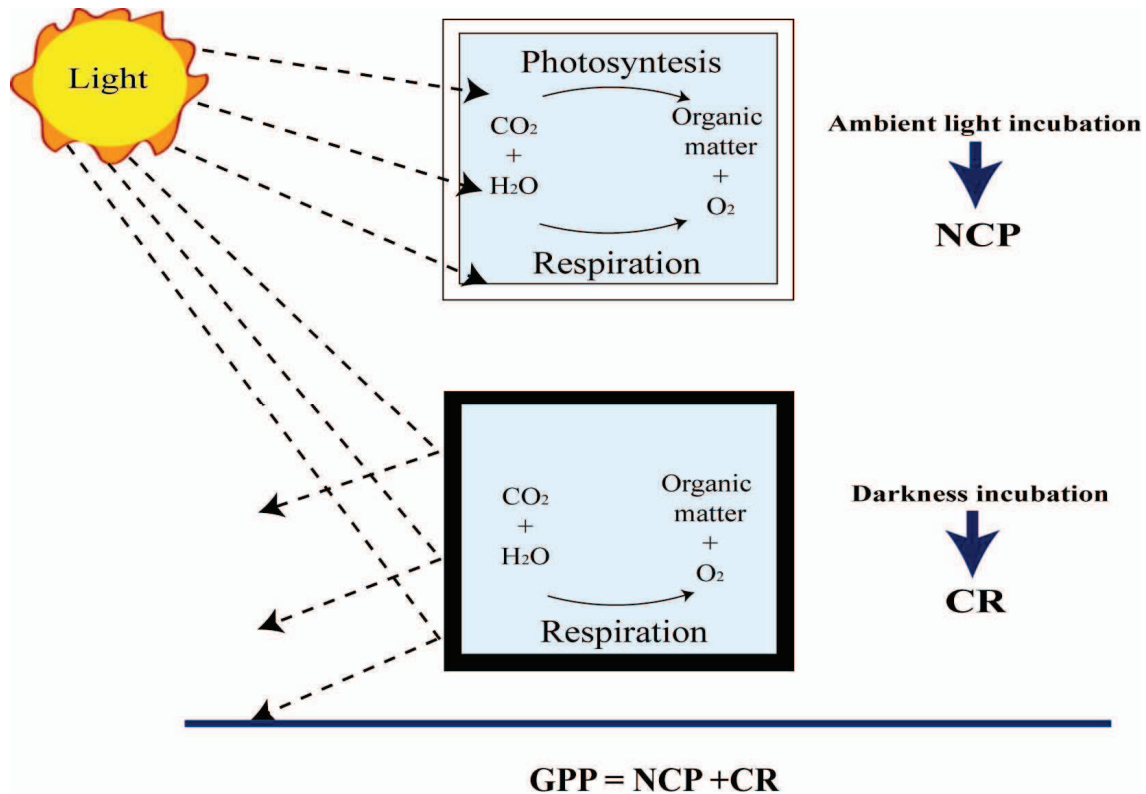 Light
Photosyntesis
CO₂
+
H₂O
Organic
matter
+
O₂
Respiration
Ambient light incubation
NCP
CO₂
+
H₂O
Organic
matter
+
O₂
Respiration
Darkness incubation
CR
GPP = NCP +CR